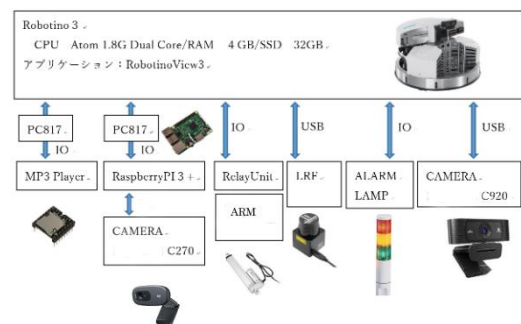 Robotino 3
CPU Atom 1.8G Dual Core/RAM 4 GB/SSD 32GB
アプリケーション：RobotinoView3
PC817
PC817
IO
USB
IO
USB
IO
IO
MP3 Player
RaspberryPI 3 +
RelayUnit
LRF
ALARM
LAMP
CAMERA
C920
ARM
CAMERA
C270